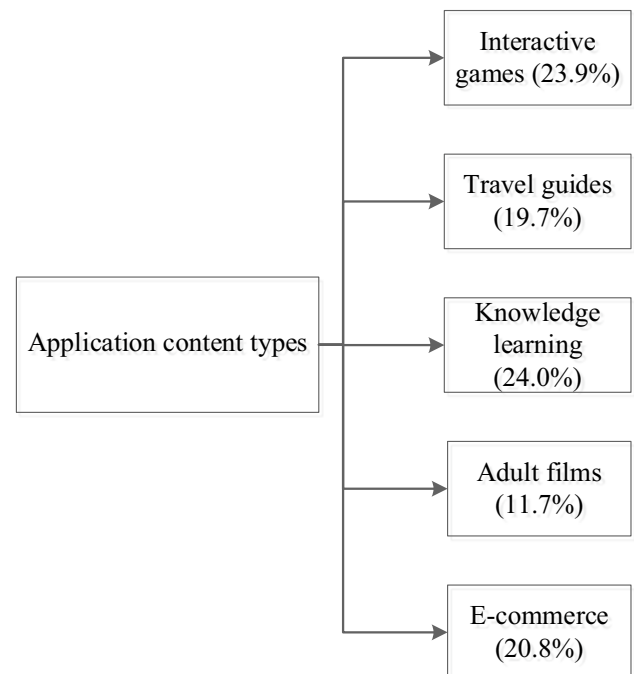 Interactive
games (23.9%)
Travel guides
(19.7%)
Application content types
Knowledge
learning
(24.0%)
Adult films
(11.7%)
E-commerce
(20.8%)